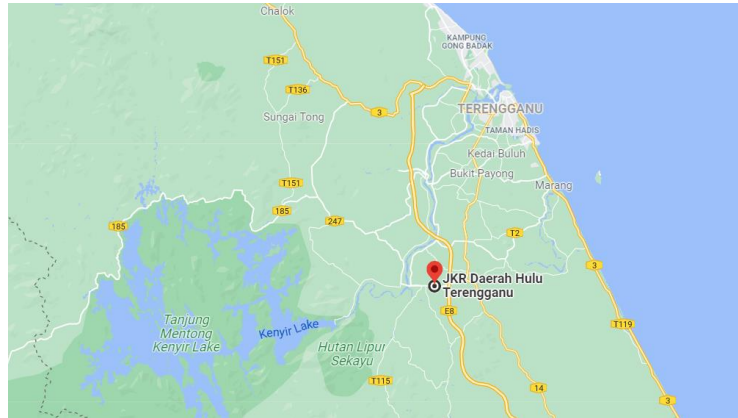 Chalok
KAMPUNG
GONG BADAK
T151
T136
3
Sungai Tong
TERENGGANU
TAMAN HADIS
Kedai Buluh
Bukit Payong
T151
Marang
185
185
247
T2
3
JKR Daerah Hulu
Terengganu
E8
Tanjung
Mentong
Kenyir Lake
Kenyir Lake
T119
Hutan Lipur
Sekayu
T115
14
3